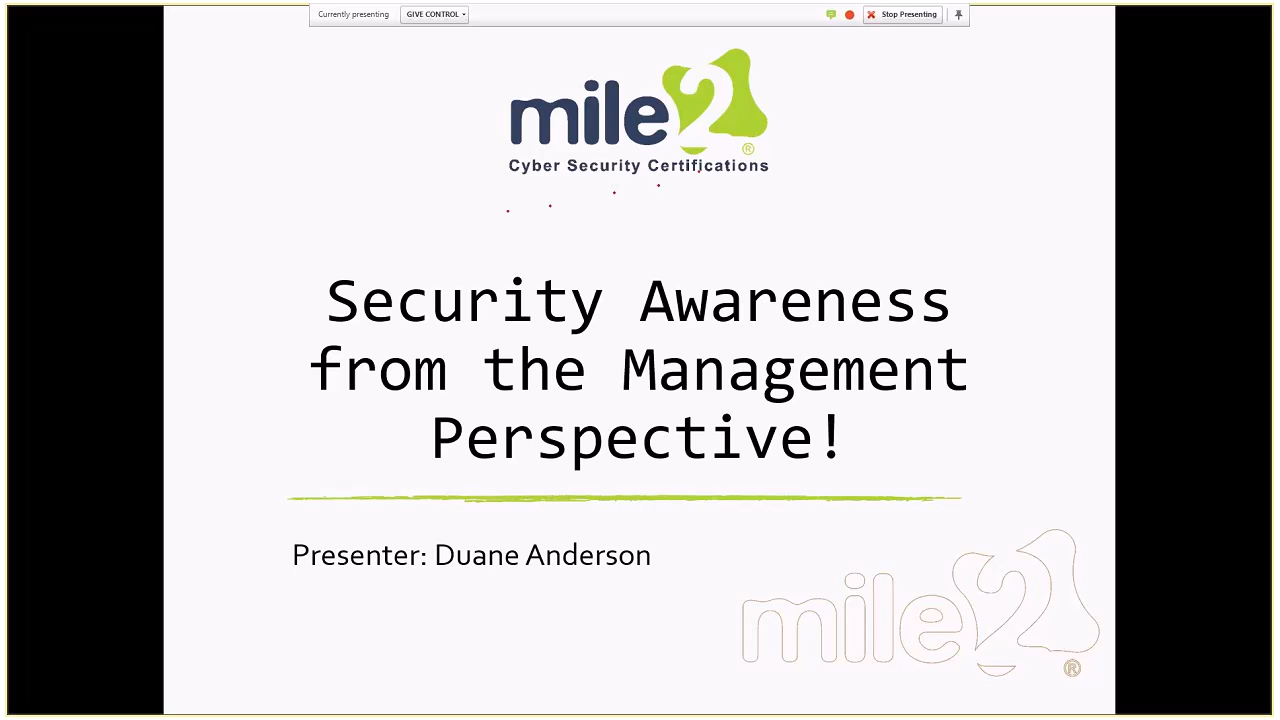 Currently presenting GIVE CONTROL Stop Presenting
mile2®
Cyber Security Certifications
Security Awareness
from the Management
Perspective!
Presenter: Duane Anderson
mile2®